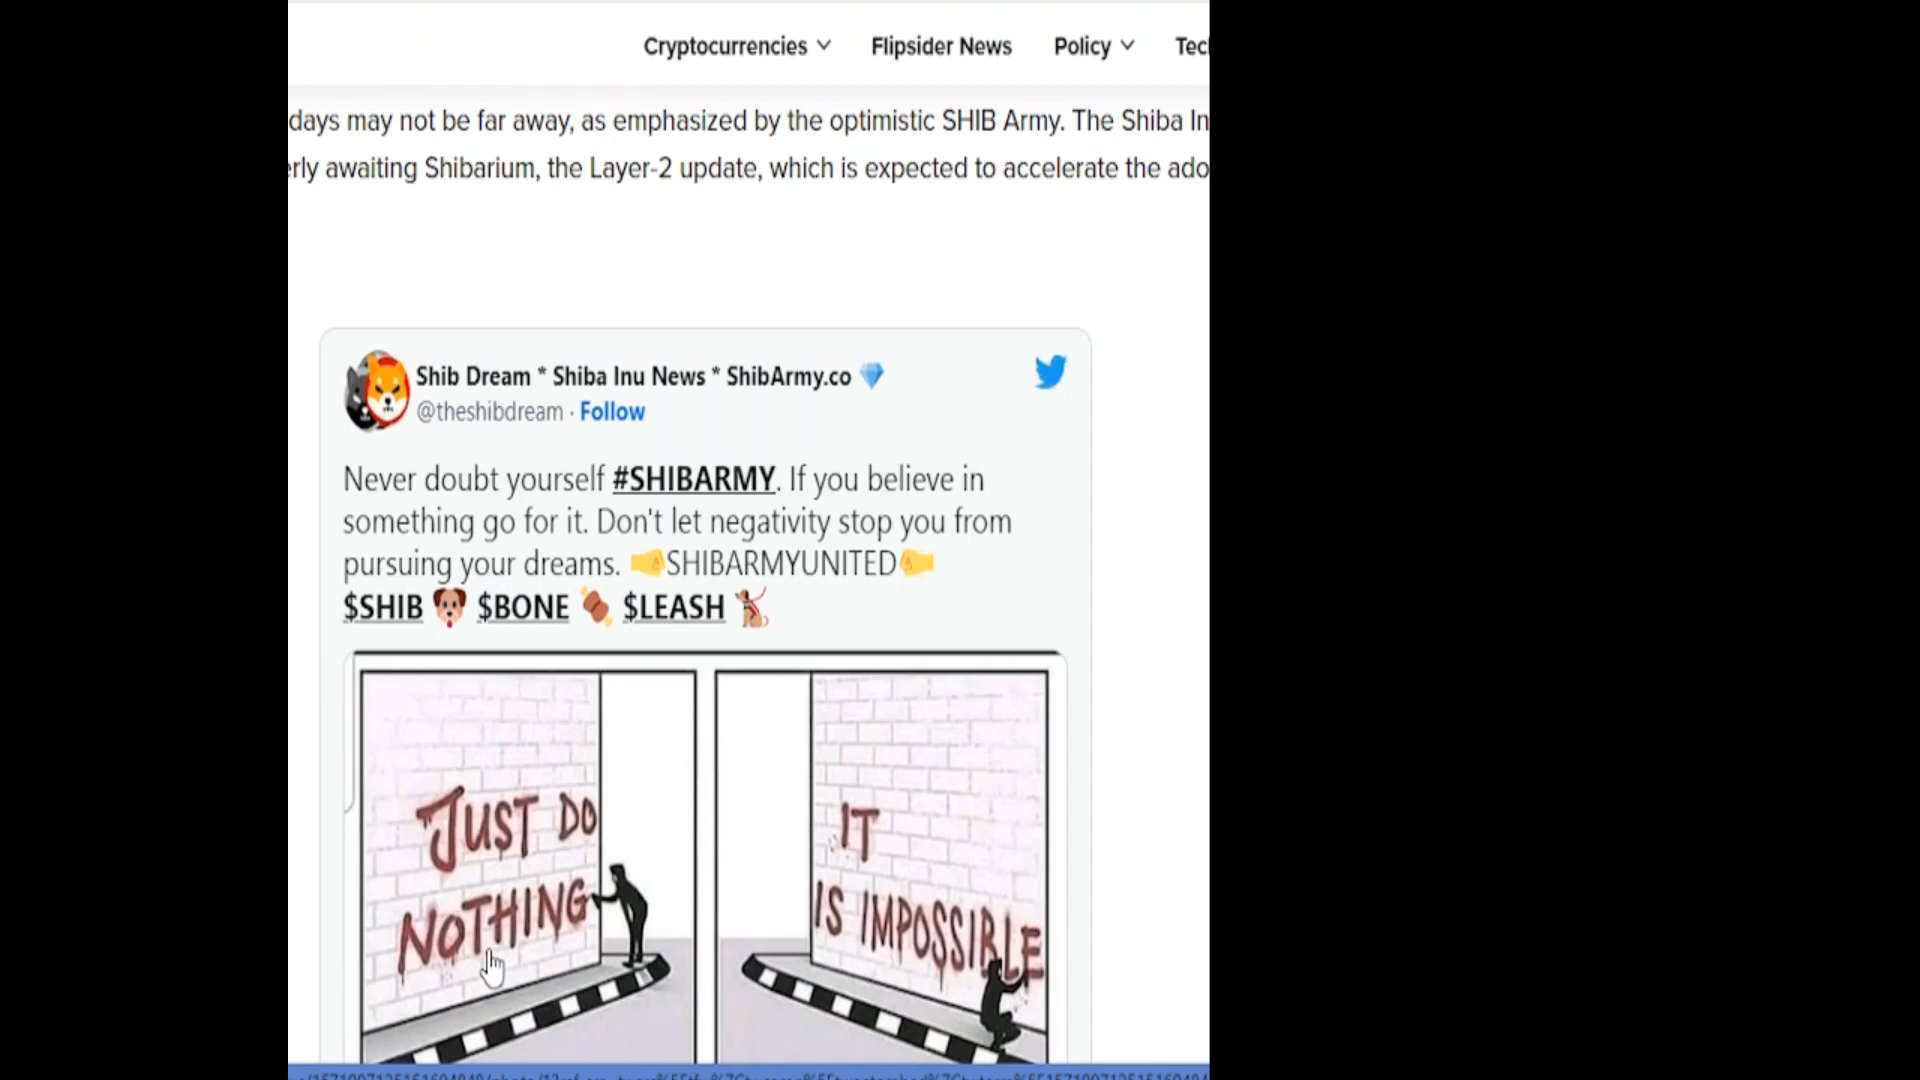 Cryptocurrencies Flipsider News Policy
days may not be far away, as emphasized by the optimistic SHIB Army. The Shiba In
awaiting Shibarium, the Layer-2 update, which is expected to accelerate the
Shib Dream * Shiba Inu News * ShibArmy.co
@theshibdream · Follow
Never doubt yourself #SHIBARMY. If you believe in
something go for it. Don't let negativity stop you from
pursuing your dreams. 🤜SHIBARMYUNITED🤛
$SHIB 🐶 $BONE 🍖 $LEASH 🐕‍🦺
JUST DO
NOTHING
IT
IS IMPOSSIBLE